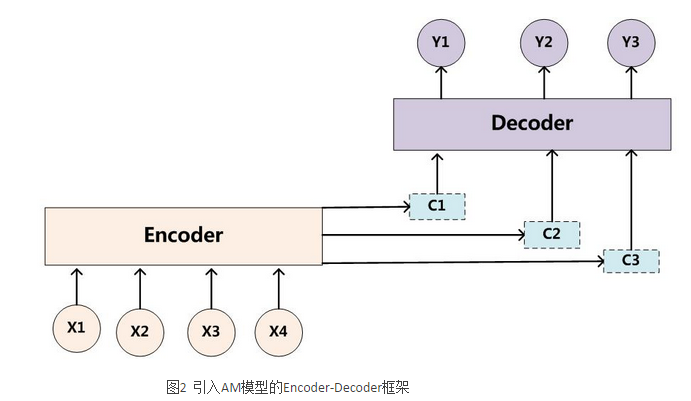 Y1 Y2 Y3
Decoder
C1
C2
C3
Encoder
X1 X2 X3 X4
图2 引入AM模型的Encoder-Decoder框架